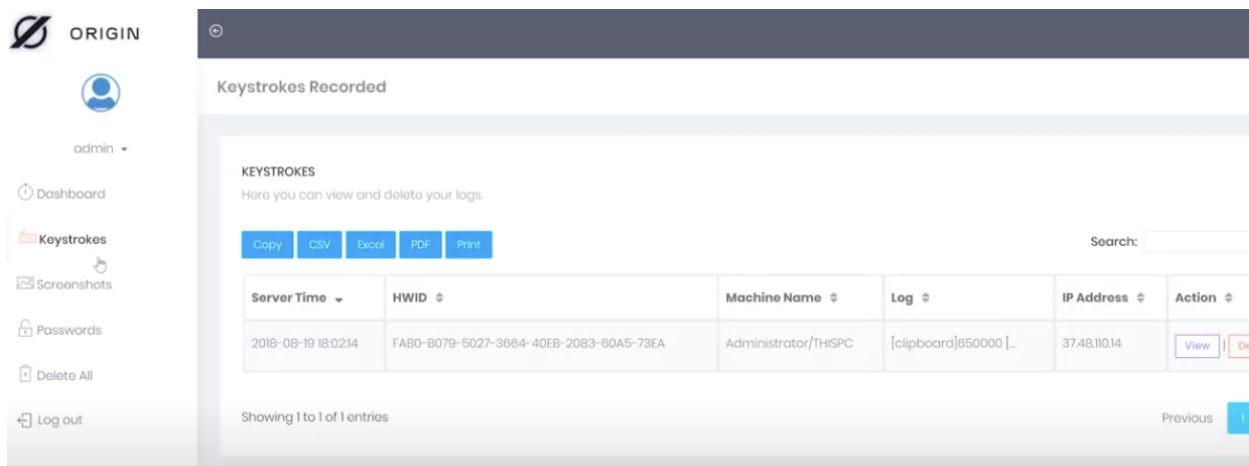 ORIGIN
Keystrokes Recorded
admin
Dashboard
Keystrokes
Screenshots
Passwords
Delete All
Log out
KEYSTROKES
Here you can view and delete your logs.
Copy CSV Excel PDF Print
Search:
Server Time HWID Machine Name Log IP Address Action
2018-08-19 18:02:14 FAB0-B079-5027-3664-40EB-2083-60A5-73EA Administrator/THISPC [clipboard]650000 [... 37.48.110.14 View | De
Showing 1 to 1 of 1 entries
Previous 1